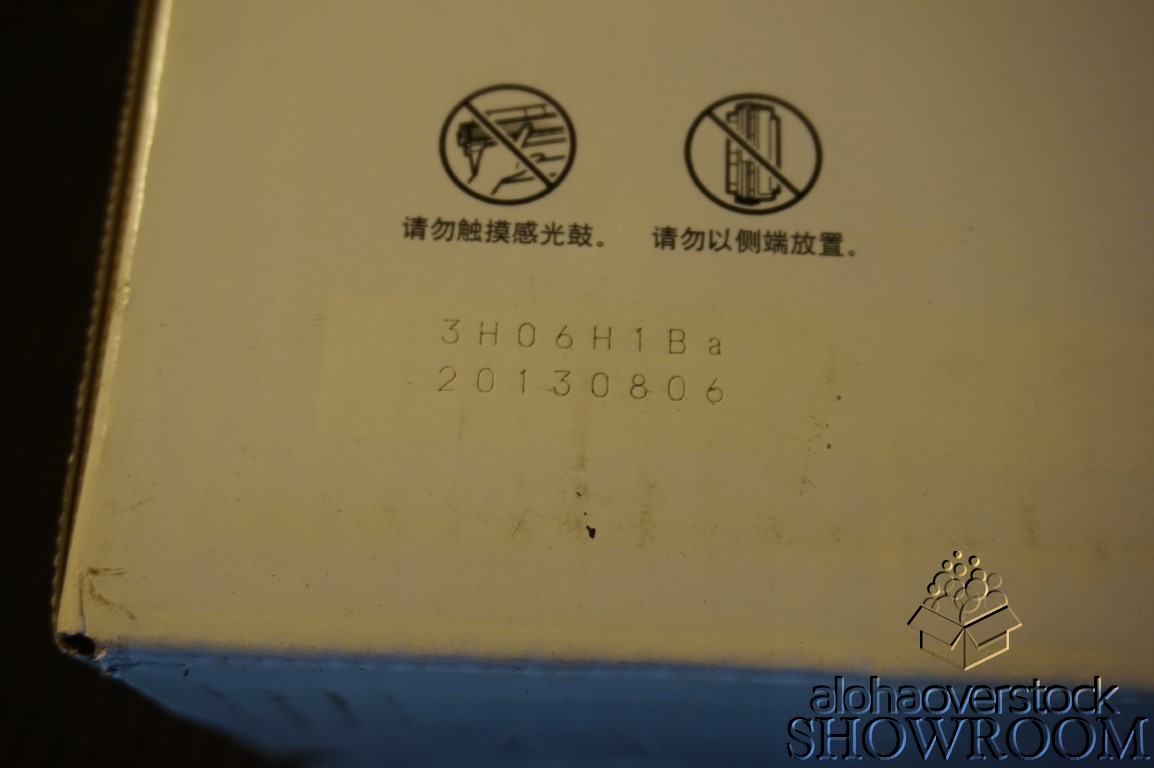 请勿触摸感光鼓。 请勿以侧端放置。
3H06H1Ba
20130806
alohaoverstock
SHOWROOM